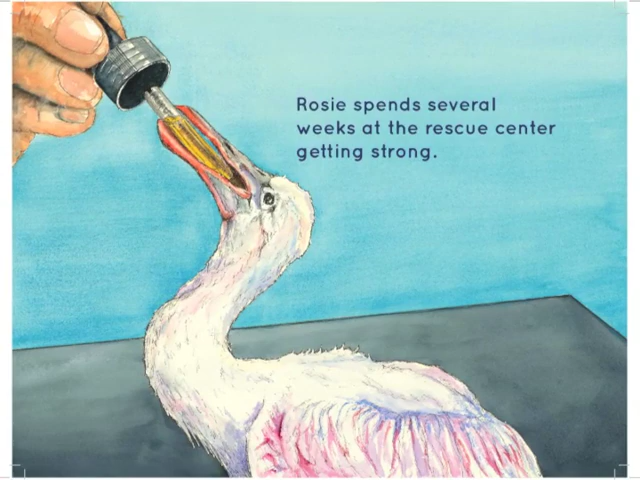 Rosie spends several
weeks at the rescue center
getting strong.